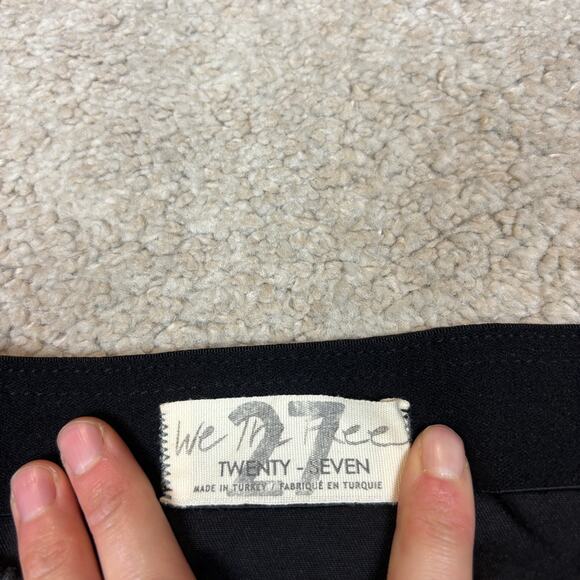 We The Free
27
TWENTY - SEVEN
MADE IN TURKEY / FABRIQUÉ EN TURQUIE